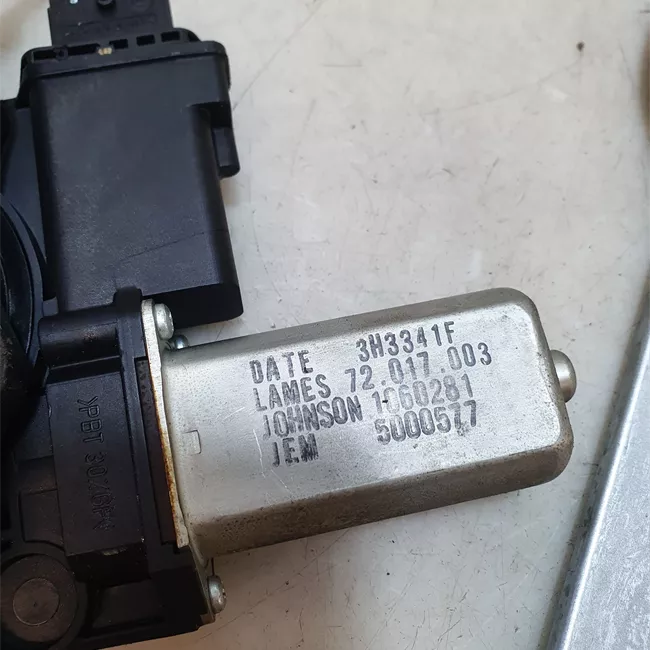 DATE 3H3341F
LAMES 72.017.003
JOHNSON 1060281
JEM 5000577